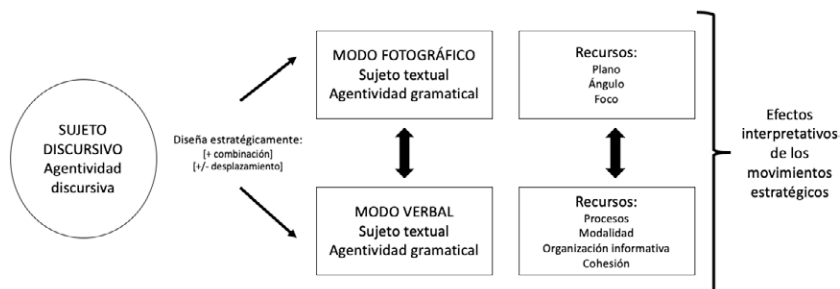 SUJETO
DISCURSIVO
Agentividad
discursiva
Diseña estratégicamente:
[+ combinación]
[+/- desplazamiento]
MODO FOTOGRÁFICO
Sujeto textual
Agentividad gramatical
Recursos:
Plano
Ángulo
Foco
MODO VERBAL
Sujeto textual
Agentividad gramatical
Recursos:
Procesos
Modalidad
Organización informativa
Cohesión
Efectos
interpretativos
de los
movimientos
estratégicos